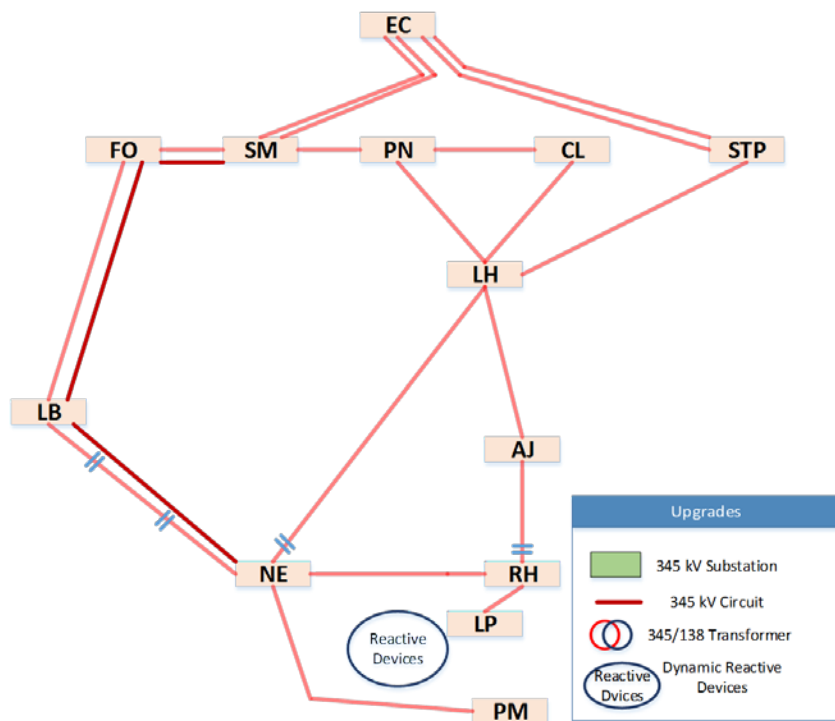 EC
FO
SM
PN
CL
STP
LH
LB
AJ
NE
RH
LP
Reactive
Devices
PM
Upgrades
345 kV Substation
345 kV Circuit
345/138 Transformer
Reactive
Dvices
Dynamic Reactive
Devices